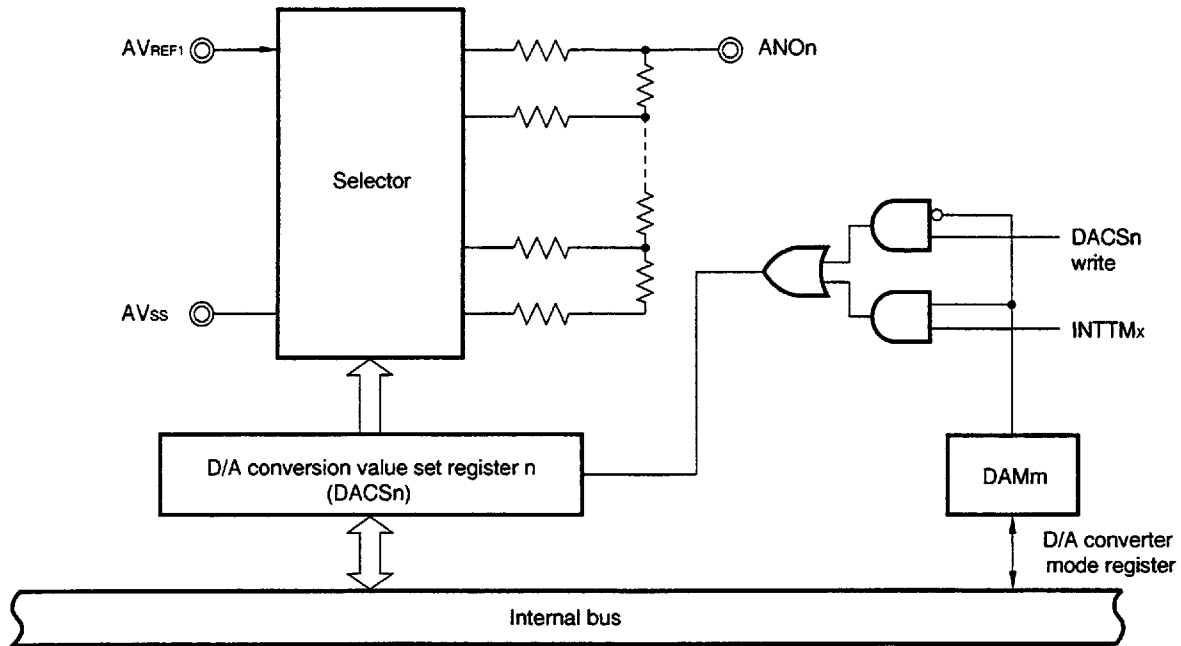 AVREF1
ANOn
Selector
DACSn
write
AVSS
INTTMx
D/A conversion value set register n
(DACSn)
DAMm
D/A converter
mode register
Internal bus